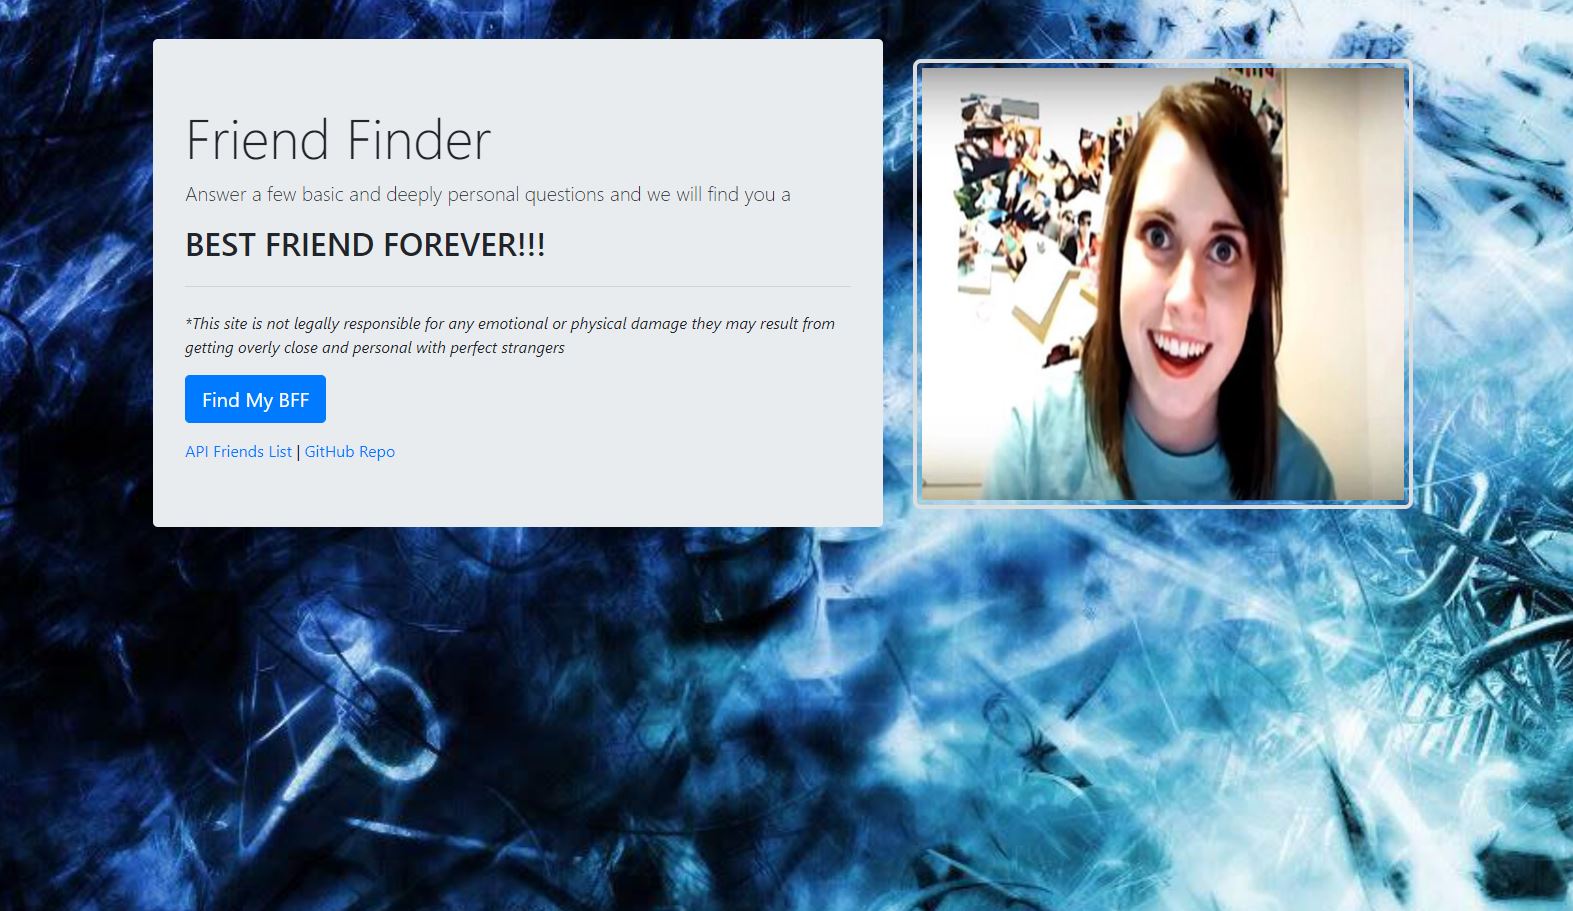 Friend Finder
Answer a few basic and deeply personal questions and we will find you a
BEST FRIEND FOREVER!!!
*This site is not legally responsible for any emotional or physical damage they may result from
getting overly close and personal with perfect strangers
Find My BFF
API Friends List | GitHub Repo